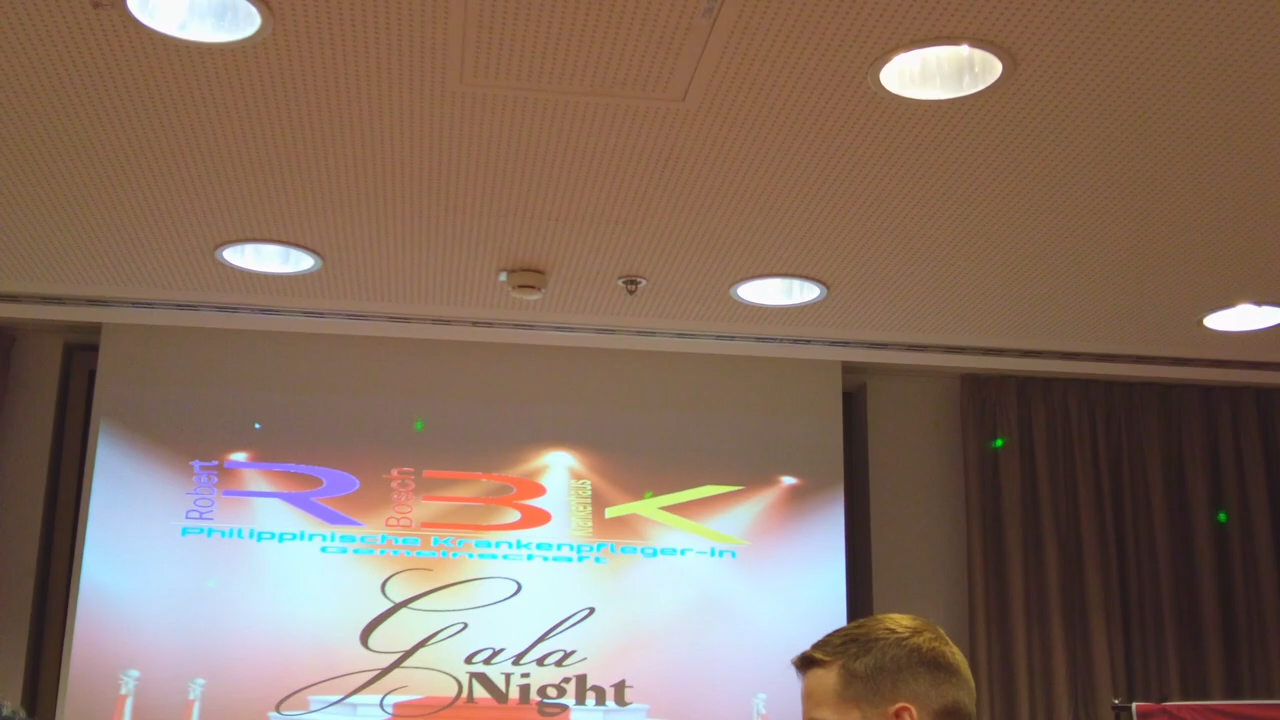 Robert R Bosch B Krankenhaus K
Philippinische Krankenpfleger-in
Gemeinschaft
Gala
Night